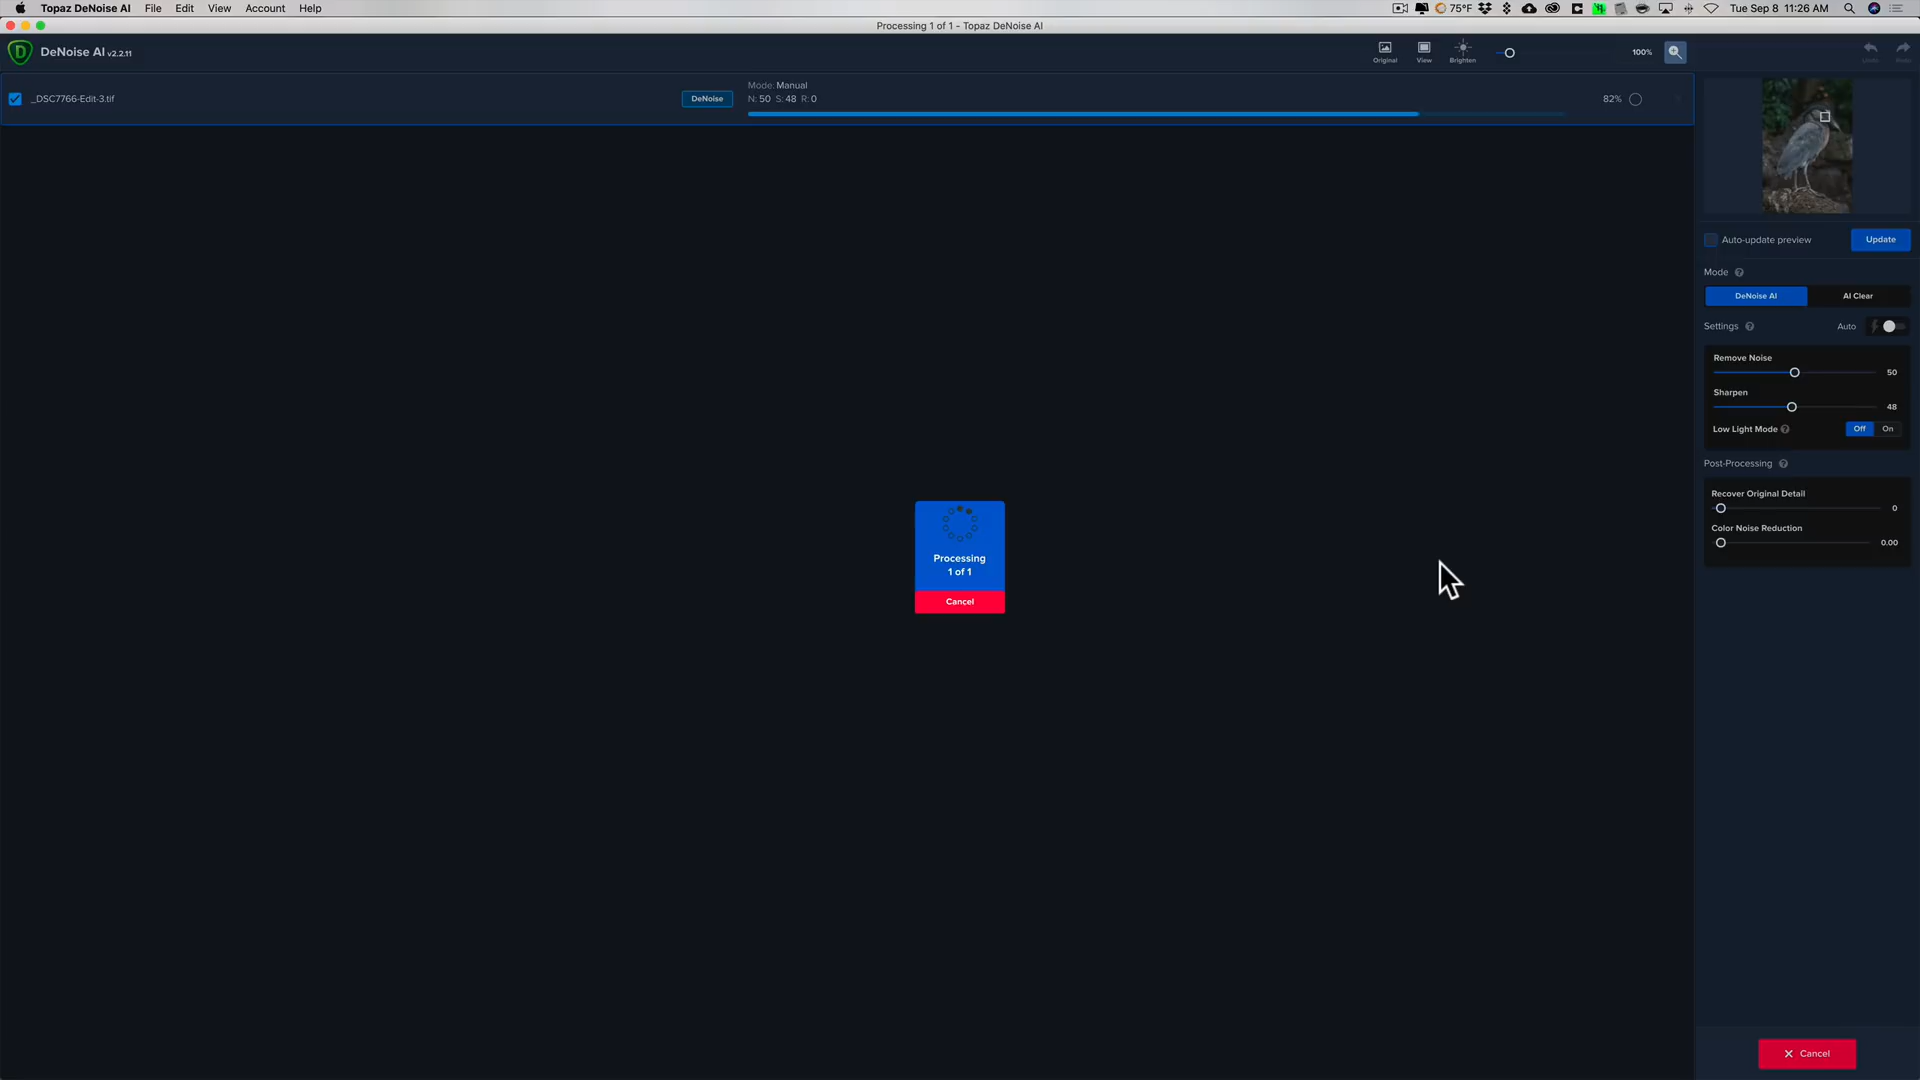 Topaz DeNoise AI File Edit View Account Help
75°F Tue Sep 8 11:26 AM
Processing 1 of 1 - Topaz DeNoise AI
DeNoise AI v2.2.11
Original View Brighten 100% Undo
_DSC7766-Edit-3.tif
DeNoise
Mode: Manual
N: 50 S: 48 R: 0
82%
Auto-update preview
Update
Mode
DeNoise AI AI Clear
Settings Auto
Remove Noise
50
Sharpen
48
Low Light Mode Off On
Post-Processing
Recover Original Detail
0
Color Noise Reduction
0.00
Processing
1 of 1
Cancel
Cancel